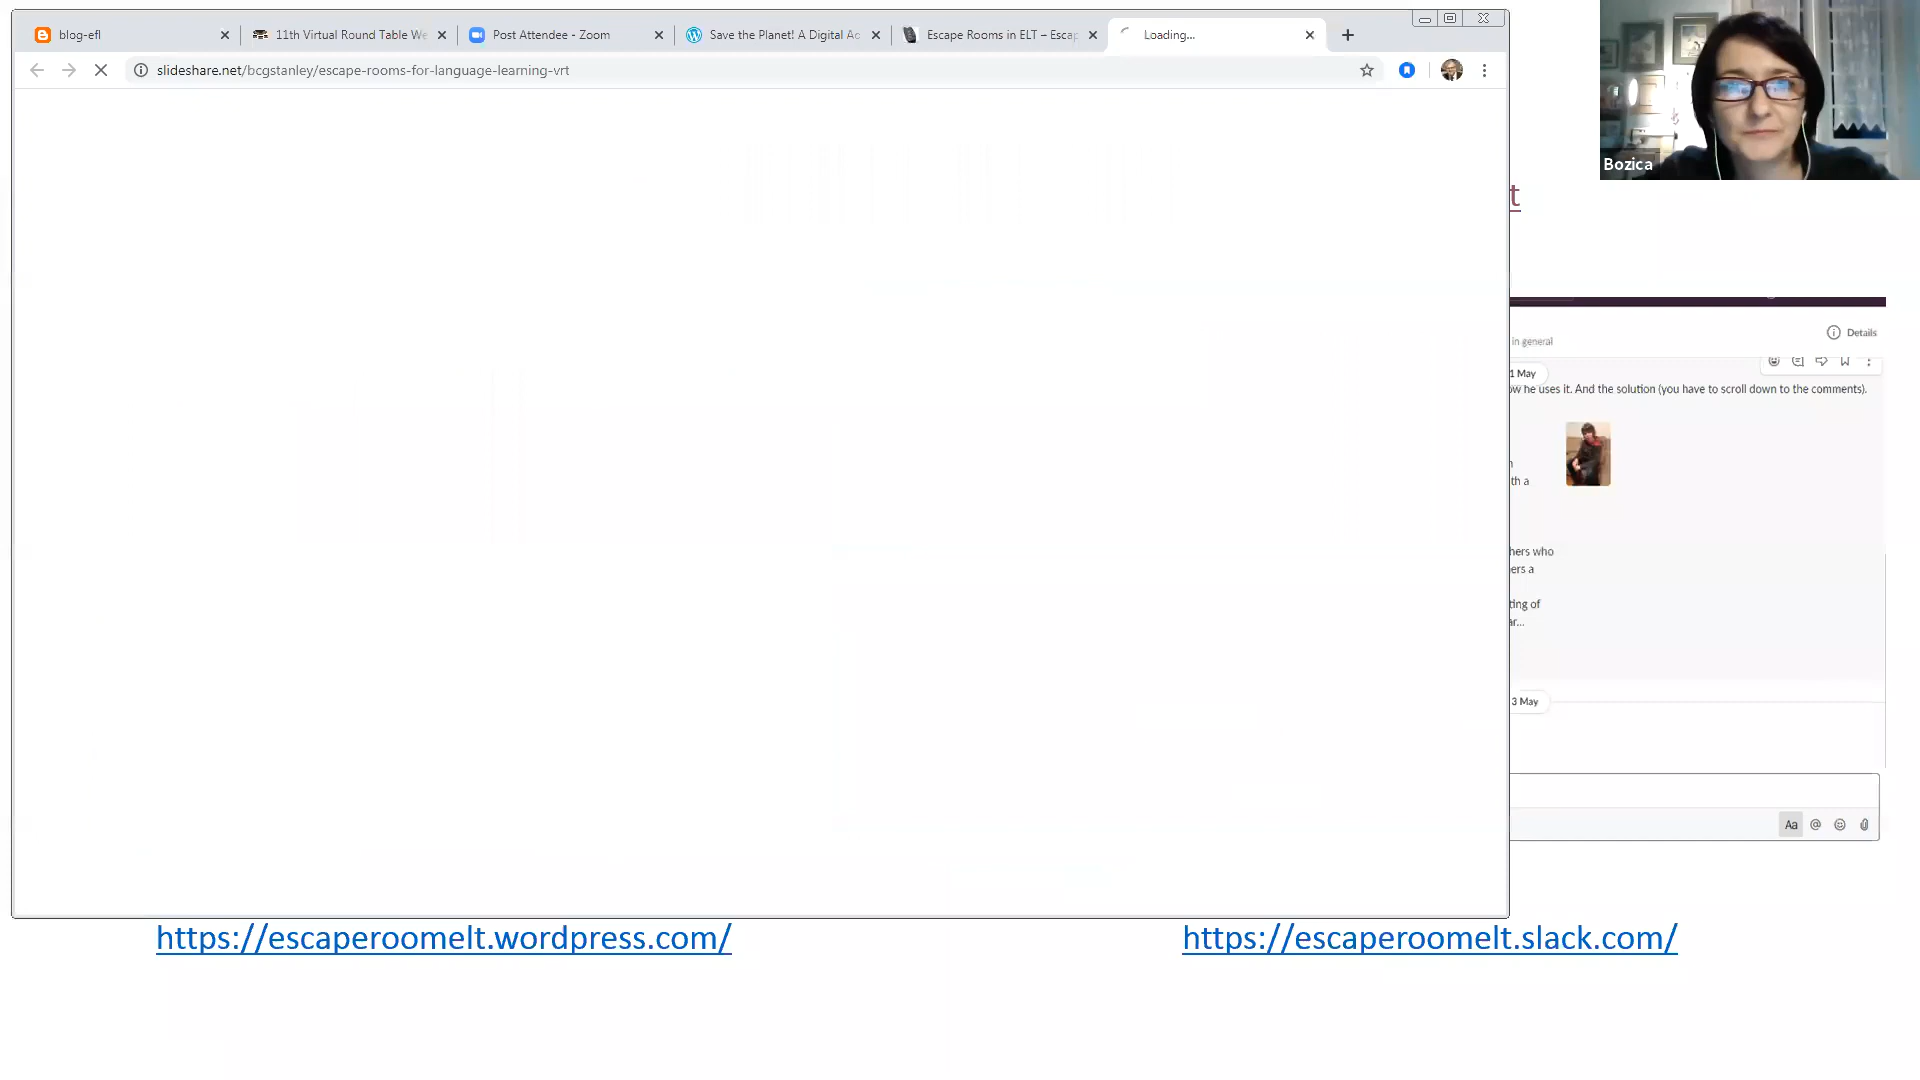 blog-efl
11th Virtual Round Table We
Post Attendee - Zoom
Save the Planet! A Digital Ac
Escape Rooms in ELT – Escap
Loading...
slideshare.net/bcgstanley/escape-rooms-for-language-learning-vrt
Bozica
t
Details
in general
1 May
ow he uses it. And the solution (you have to scroll down to the comments).
th a
hers who
ers a
ting of
ar...
3 May
Aa @
https://escaperoomelt.wordpress.com/
https://escaperoomelt.slack.com/